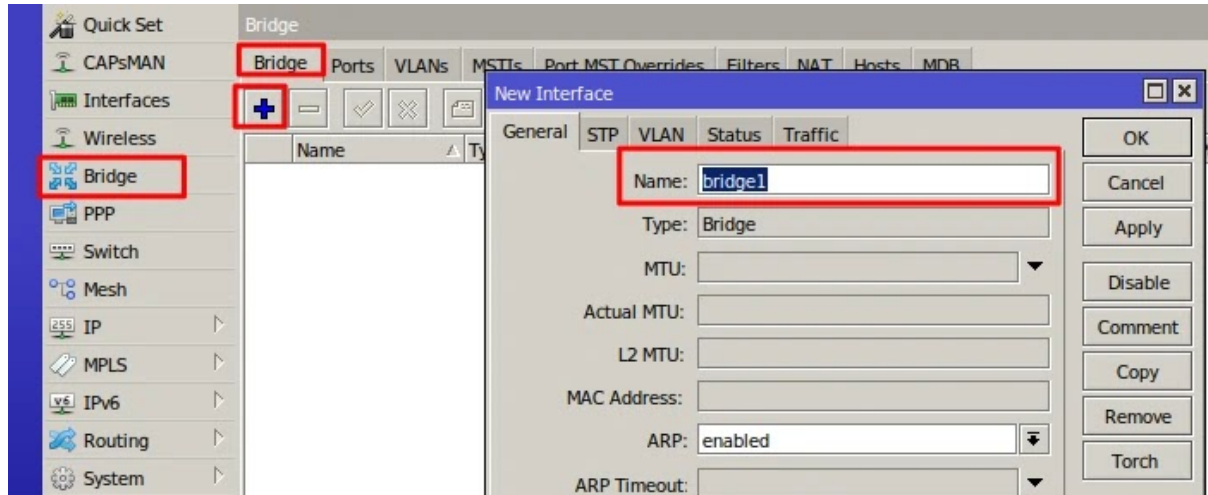 Quick Set
CAPsMAN
Interfaces
Wireless
Bridge
PPP
Switch
Mesh
255 IP
MPLS
v6 IPv6
Routing
System
Bridge
Bridge Ports VLANs MSTIs Port MST Overrides Filters NAT Hosts MDB
Name
New Interface
General STP VLAN Status Traffic
Name: bridge1
Type: Bridge
MTU:
Actual MTU:
L2 MTU:
MAC Address:
ARP: enabled
ARP Timeout:
OK
Cancel
Apply
Disable
Comment
Copy
Remove
Torch